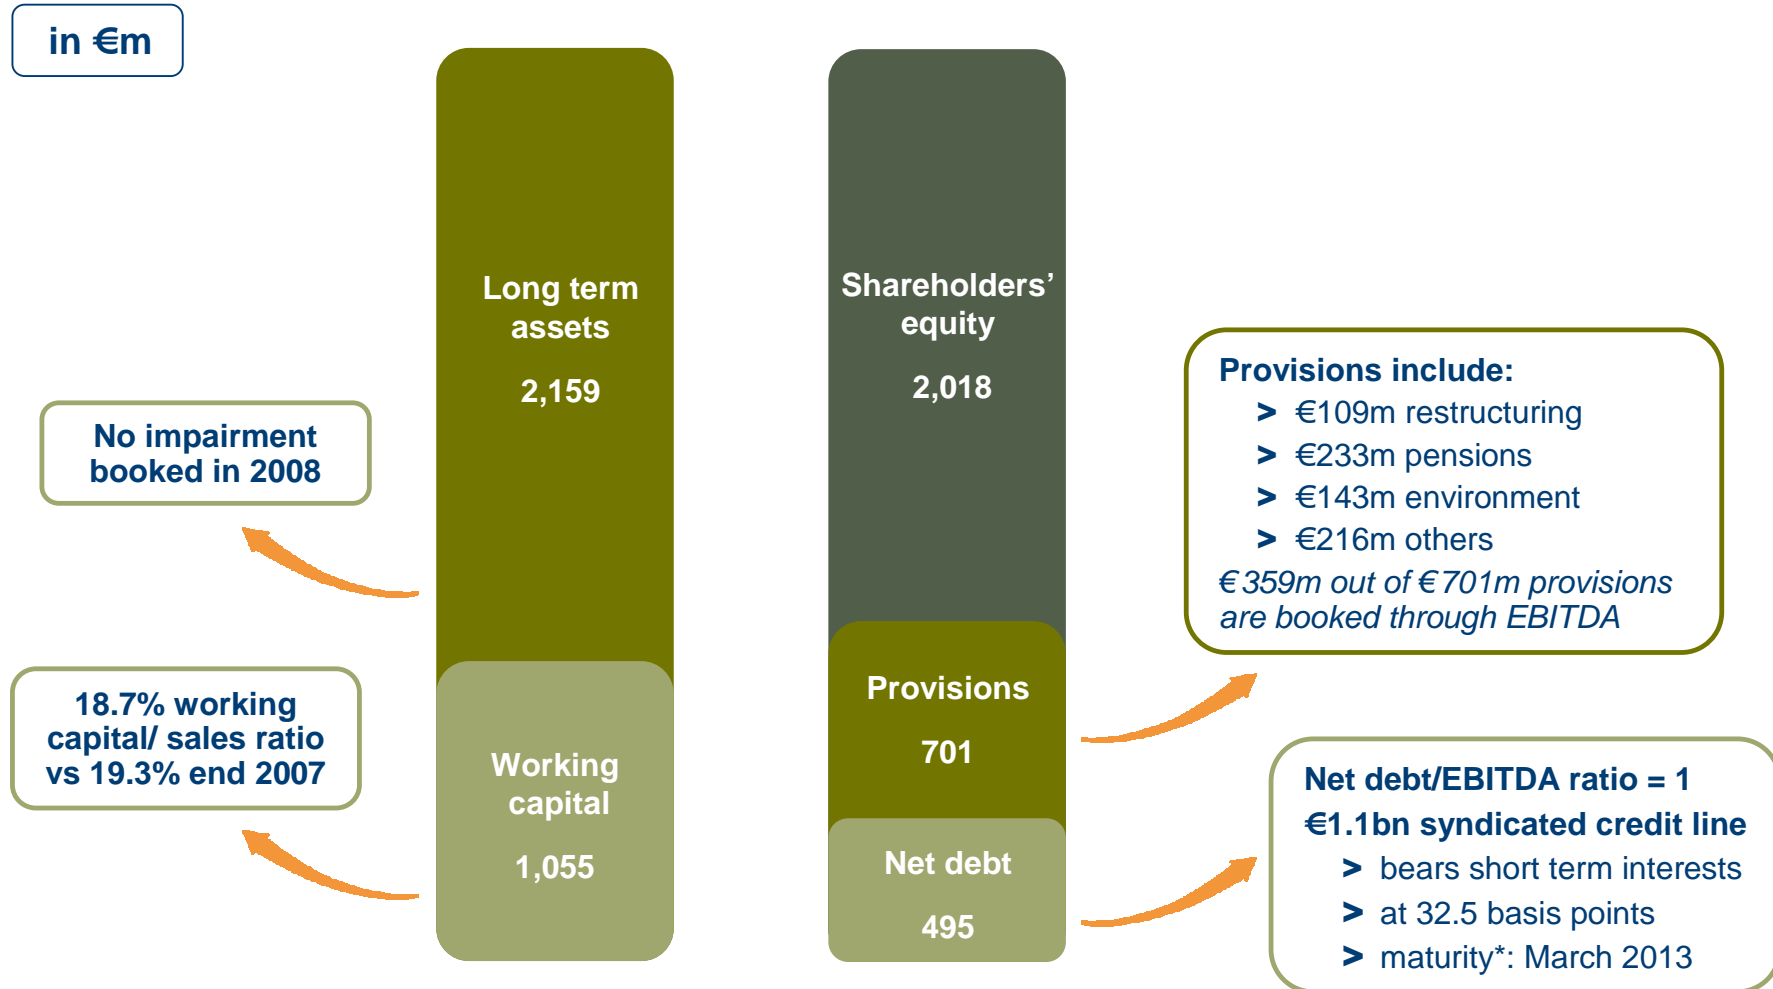 in €m
Long term
assets
2,159
Working
capital
1,055
No impairment
booked in 2008
18.7% working
capital/ sales ratio
vs 19.3% end 2007
Shareholders’
equity
2,018
Provisions
701
Net debt
495
Provisions include:
> €109m restructuring
> €233m pensions
> €143m environment
> €216m others
€359m out of €701m provisions
are booked through EBITDA
Net debt/EBITDA ratio = 1
€1.1bn syndicated credit line
> bears short term interests
> at 32.5 basis points
> maturity*: March 2013